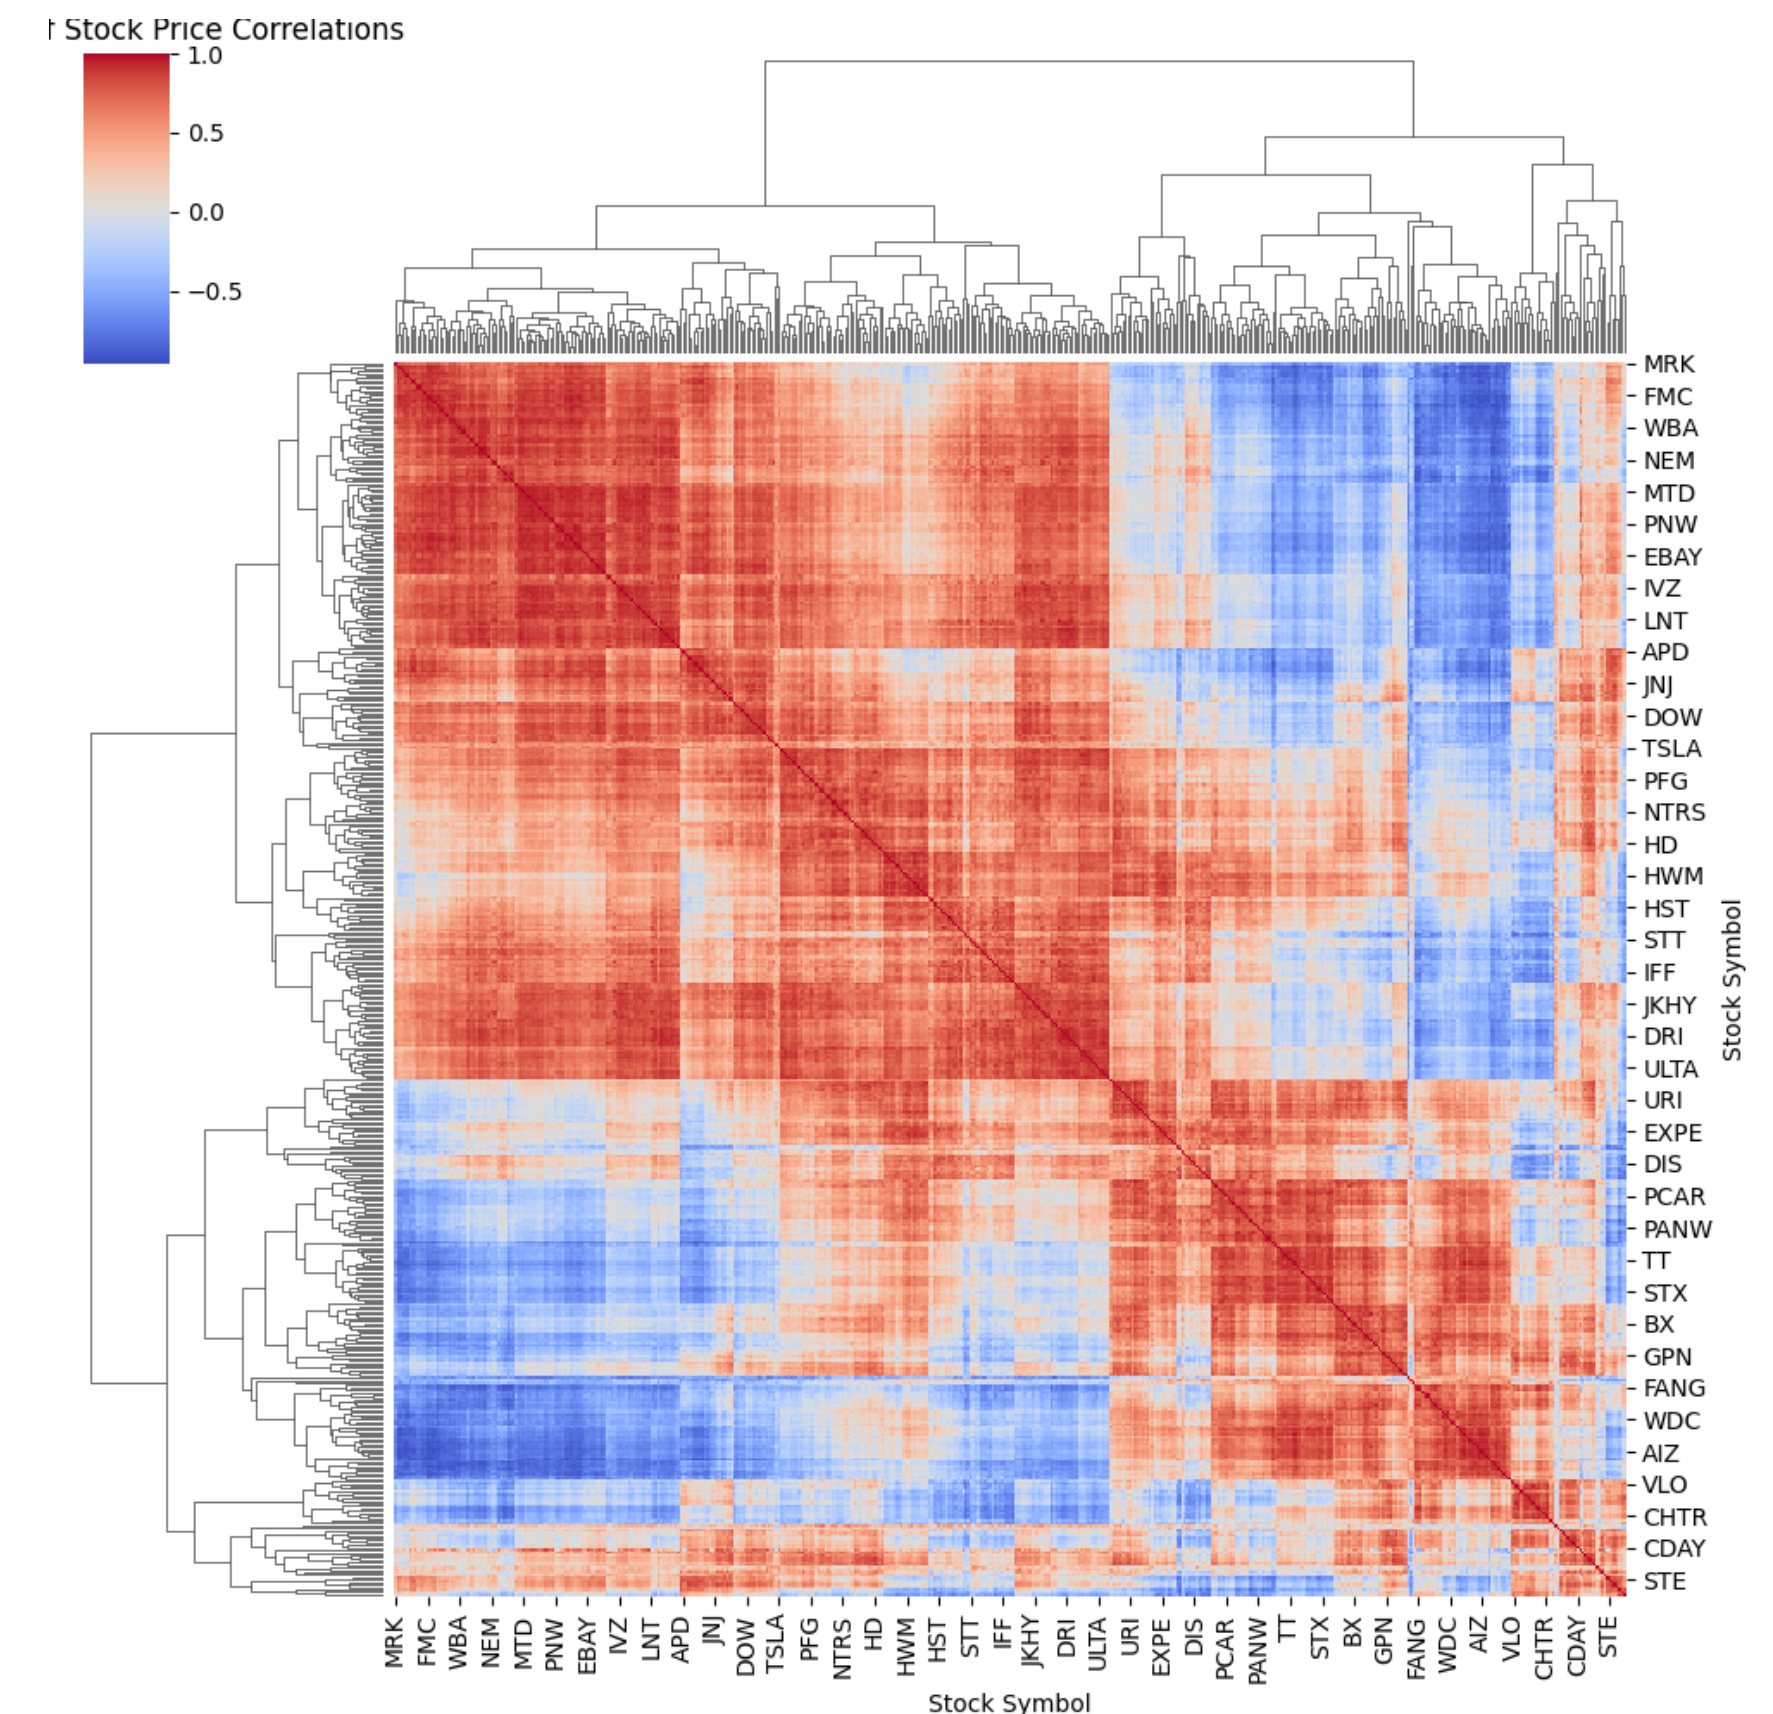 Stock Price Correlations
1.0
0.5
0.0
−0.5
MRK
FMC
WBA
NEM
MTD
PNW
EBAY
IVZ
LNT
APD
JNJ
DOW
TSLA
PFG
NTRS
HD
HWM
HST
STT
IFF
JKHY
DRI
ULTA
URI
EXPE
DIS
PCAR
PANW
TT
STX
BX
GPN
FANG
WDC
AIZ
VLO
CHTR
CDAY
STE
Stock Symbol
MRK
FMC
WBA
NEM
MTD
PNW
EBAY
IVZ
LNT
APD
JNJ
DOW
TSLA
PFG
NTRS
HD
HWM
HST
STT
IFF
JKHY
DRI
ULTA
URI
EXPE
DIS
PCAR
PANW
TT
STX
BX
GPN
FANG
WDC
AIZ
VLO
CHTR
CDAY
STE
Stock Symbol